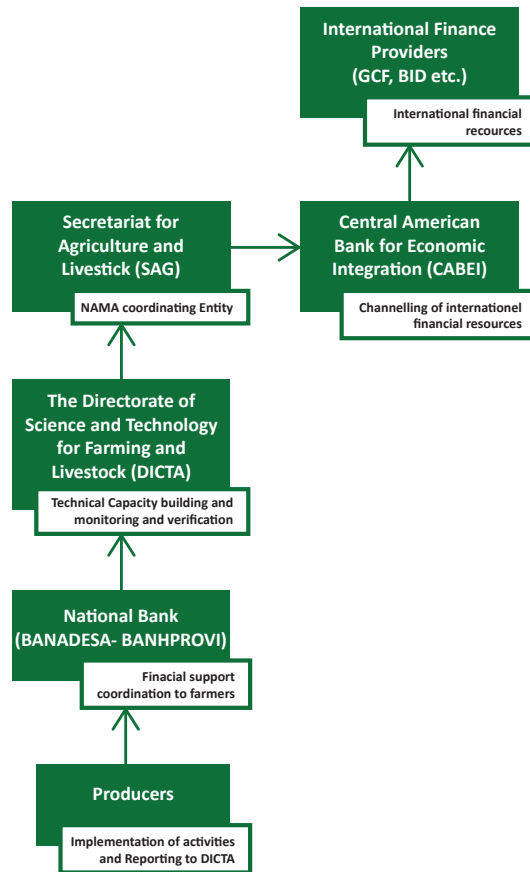 International Finance
Providers
(GCF, BID etc.)
International financial
recources
Secretariat for
Agriculture and
Livestick (SAG)
NAMA coordinating Entity
Central American
Bank for Economic
Integration (CABEI)
Channelling of internationel
financial resources
The Directorate of
Science and Technology
for Farming and
Livestock (DICTA)
Technical Capacity building and
monitoring and verification
National Bank
(BANADESA- BANHPROVI)
Finacial support
coordination to farmers
Producers
Implementation of activities
and Reporting to DICTA